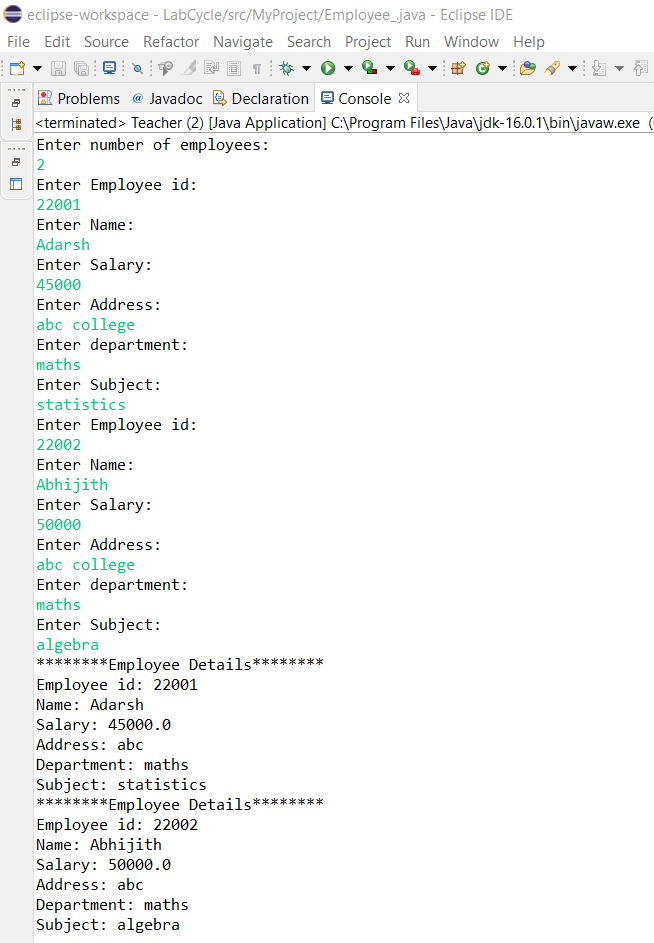 eclipse-workspace - LabCycle/src/MyProject/Employee_.java - Eclipse IDE
File Edit Source Refactor Navigate Search Project Run Window Help
Problems @ Javadoc Declaration Console
<terminated> Teacher (2) [Java Application] C:\Program Files\Java\jdk-16.0.1\bin\javaw.exe (
Enter number of employees:
2
Enter Employee id:
22001
Enter Name:
Adarsh
Enter Salary:
45000
Enter Address:
abc college
Enter department:
maths
Enter Subject:
statistics
Enter Employee id:
22002
Enter Name:
Abhijith
Enter Salary:
50000
Enter Address:
abc college
Enter department:
maths
Enter Subject:
algebra
********Employee Details********
Employee id: 22001
Name: Adarsh
Salary: 45000.0
Address: abc
Department: maths
Subject: statistics
********Employee Details********
Employee id: 22002
Name: Abhijith
Salary: 50000.0
Address: abc
Department: maths
Subject: algebra